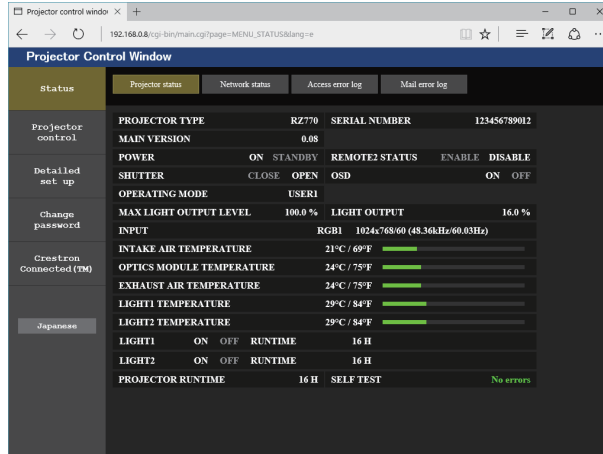 Projector control windov
192.168.0.8/cgi-bin/main.cgi?page=MENU_STATUS&lang=e
Projector Control Window
Status
Projector status Network status Access error log Mail error log
Projector control
Detailed set up
Change password
Crestron Connected(TM)
Japanese
PROJECTOR TYPE RZ770 SERIAL NUMBER 123456789012
MAIN VERSION 0.08
POWER ON STANDBY REMOTE2 STATUS ENABLE DISABLE
SHUTTER CLOSE OPEN OSD ON OFF
OPERATING MODE USER1
MAX LIGHT OUTPUT LEVEL 100.0 % LIGHT OUTPUT 16.0 %
INPUT RGB1 1024x768/60 (48.36kHz/60.03Hz)
INTAKE AIR TEMPERATURE 21°C / 69°F
OPTICS MODULE TEMPERATURE 24°C / 75°F
EXHAUST AIR TEMPERATURE 24°C / 75°F
LIGHT1 TEMPERATURE 29°C / 84°F
LIGHT2 TEMPERATURE 29°C / 84°F
LIGHT1 ON OFF RUNTIME 16 H
LIGHT2 ON OFF RUNTIME 16 H
PROJECTOR RUNTIME 16 H SELF TEST No errors